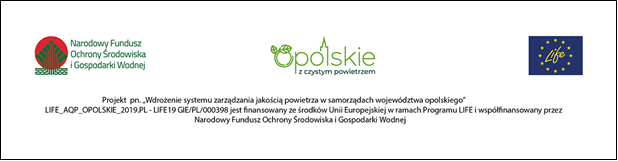 Narodowy Fundusz
Ochrony Środowiska
i Gospodarki Wodnej
Opolskie
z czystym powietrzem
Life
Projekt pn. „Wdrożenie systemu zarządzania jakością powietrza w samorządach województwa opolskiego”
LIFE_AQP_OPOLSKIE_2019.PL - LIFE19 GIE/PL/000398 jest finansowany ze środków Unii Europejskiej w ramach Programu LIFE i współfinansowany przez
Narodowy Fundusz Ochrony Środowiska i Gospodarki Wodnej